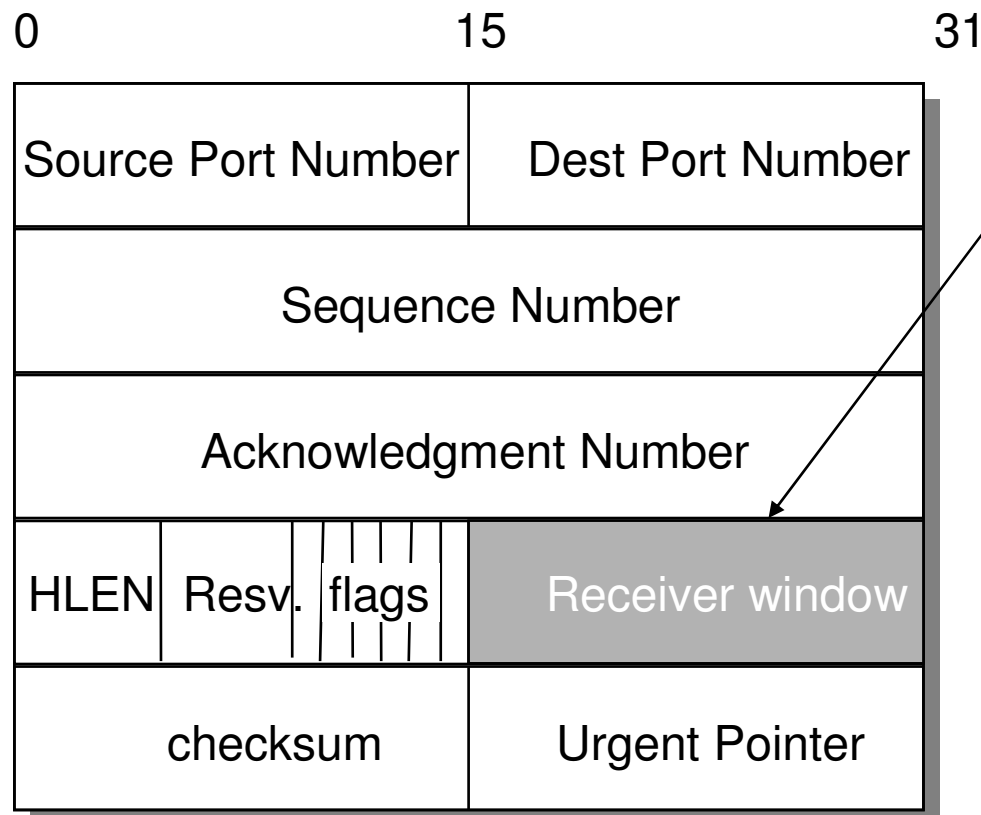 0 15 31
Source Port Number Dest Port Number
Sequence Number
Acknowledgment Number
HLEN Resv. flags Receiver window
checksum Urgent Pointer